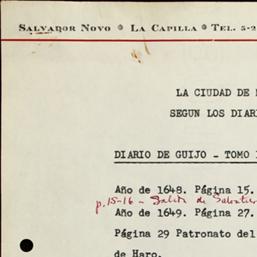 SALVADOR NOVO * LA CAPILLA * TEL. 5-2
LA CIUDAD DE
SEGUN LOS DIAR
DIARIO DE GUIJO - TOMO
Año de 1648. Página 15.
p. 15-16 - Salida de Salvatier
Año de 1649. Página 27.
Página 29 Patronato del
de Haro.